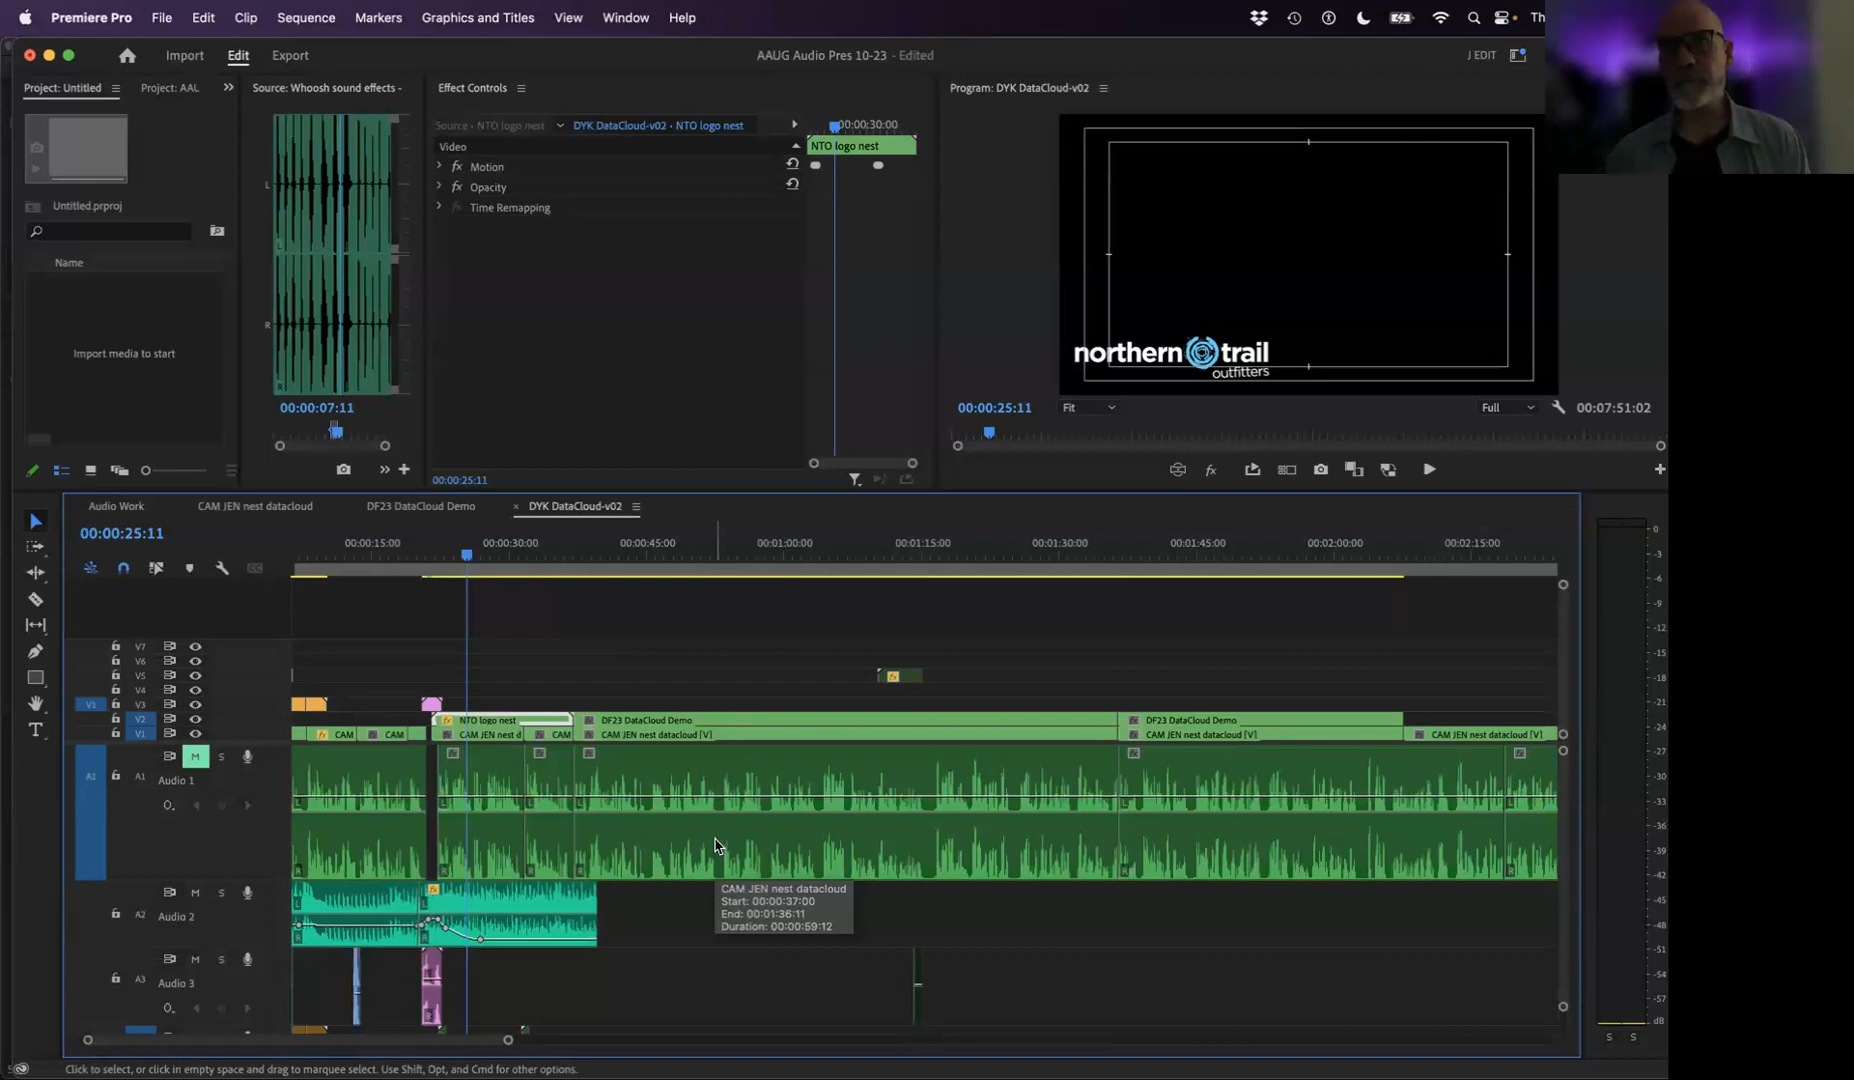 Premiere Pro File Edit Clip Sequence Markers Graphics and Titles View Window Help Th
Import Edit Export AAUG Audio Pres 10-23 - Edited J EDIT
Project: Untitled Project: AAL Source: Whoosh sound effects - Effect Controls Program: DYK DataCloud-v02
Source • NTO logo nest DYK DataCloud-v02 • NTO logo nest 00:00:30:00
Video NTO logo nest
fx Motion
fx Opacity
Time Remapping
L
R
Untitled.prproj
Name
Import media to start
northern trail
outfitters
00:00:07:11
00:00:25:11 Fit Full 00:07:51:02
00:00:25:11
Audio Work CAM JEN nest datacloud DF23 DataCloud Demo × DYK DataCloud-v02
00:00:25:11
00:00:15:00 00:00:30:00 00:00:45:00 00:01:00:00 00:01:15:00 00:01:30:00 00:01:45:00 00:02:00:00 00:02:15:00
V7
V6
V5 fx
V4
V1 V3
V2 fx NTO logo nest DF23 DataCloud Demo DF23 DataCloud Demo
V1 fx CAM CAM CAM JEN nest d CAM CAM JEN nest datacloud [V] CAM JEN nest datacloud [V] CAM JEN nest datacloud [V]
M S
A1 A1 Audio 1
L
R
M S
A2 Audio 2
L
R
CAM JEN nest datacloud
Start: 00:00:37:00
End: 00:01:36:11
Duration: 00:00:59:12
M S
A3 Audio 3
0
-3
-6
-9
-12
-15
-18
-21
-24
-27
-30
-33
-36
-39
-42
-45
-48
-51
-54
-57
dB
S S
Click to select, or click in empty space and drag to marquee select. Use Shift, Opt, and Cmd for other options.